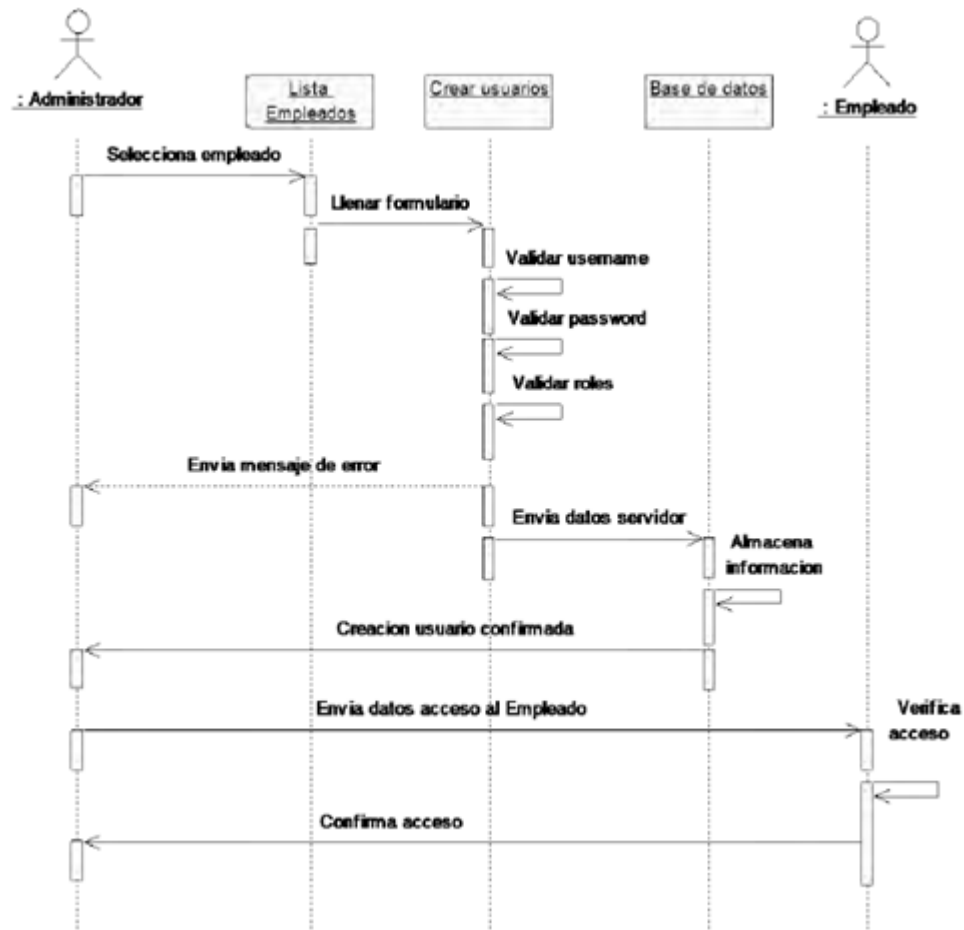 : Administrador
Lista
Empleados
Crear usuarios
Base de datos
: Empleado
Selecciona empleado
Llenar formulario
Validar username
Validar password
Validar roles
Envia mensaje de error
Envia datos servidor
Almacena
informacion
Creacion usuario confirmada
Envia datos acceso al Empleado
Verifica
acceso
Confirma acceso